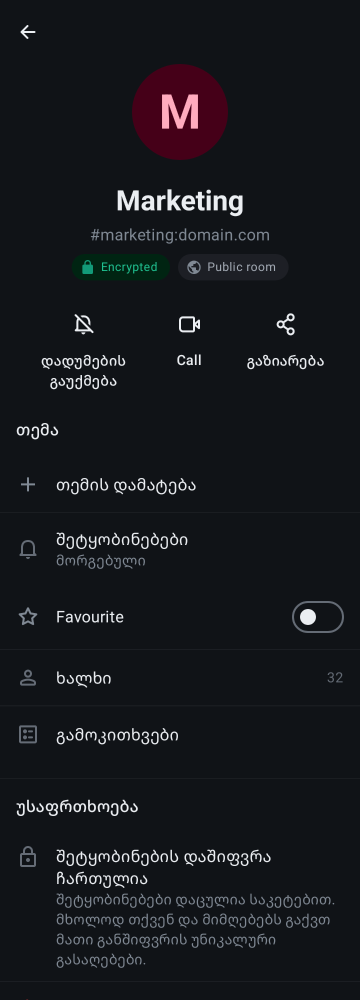 M
Marketing
#marketing:domain.com
Encrypted
Public room
დადუმების
გაუქმება
Call
გაზიარება
თემა
თემის დამატება
შეტყობინებები
მორგებული
Favourite
ხალხი
32
გამოკითხვები
უსაფრთხოება
შეტყობინების დაშიფვრა
ჩართულია
შეტყობინებები დაცულია საკეტებით.
მხოლოდ თქვენ და მიმღებებს გაქვთ
მათი განშიფვრის უნიკალური
გასაღებები.